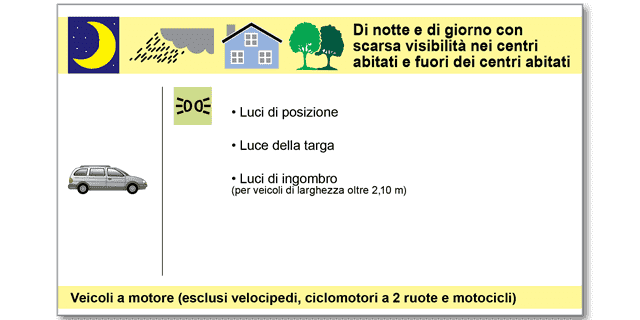 Di notte e di giorno con
scarsa visibilità nei centri
abitati e fuori dei centri abitati
• Luci di posizione
• Luce della targa
• Luci di ingombro
(per veicoli di larghezza oltre 2,10 m)
Veicoli a motore (esclusi velocipedi, ciclomotori a 2 ruote e motocicli)